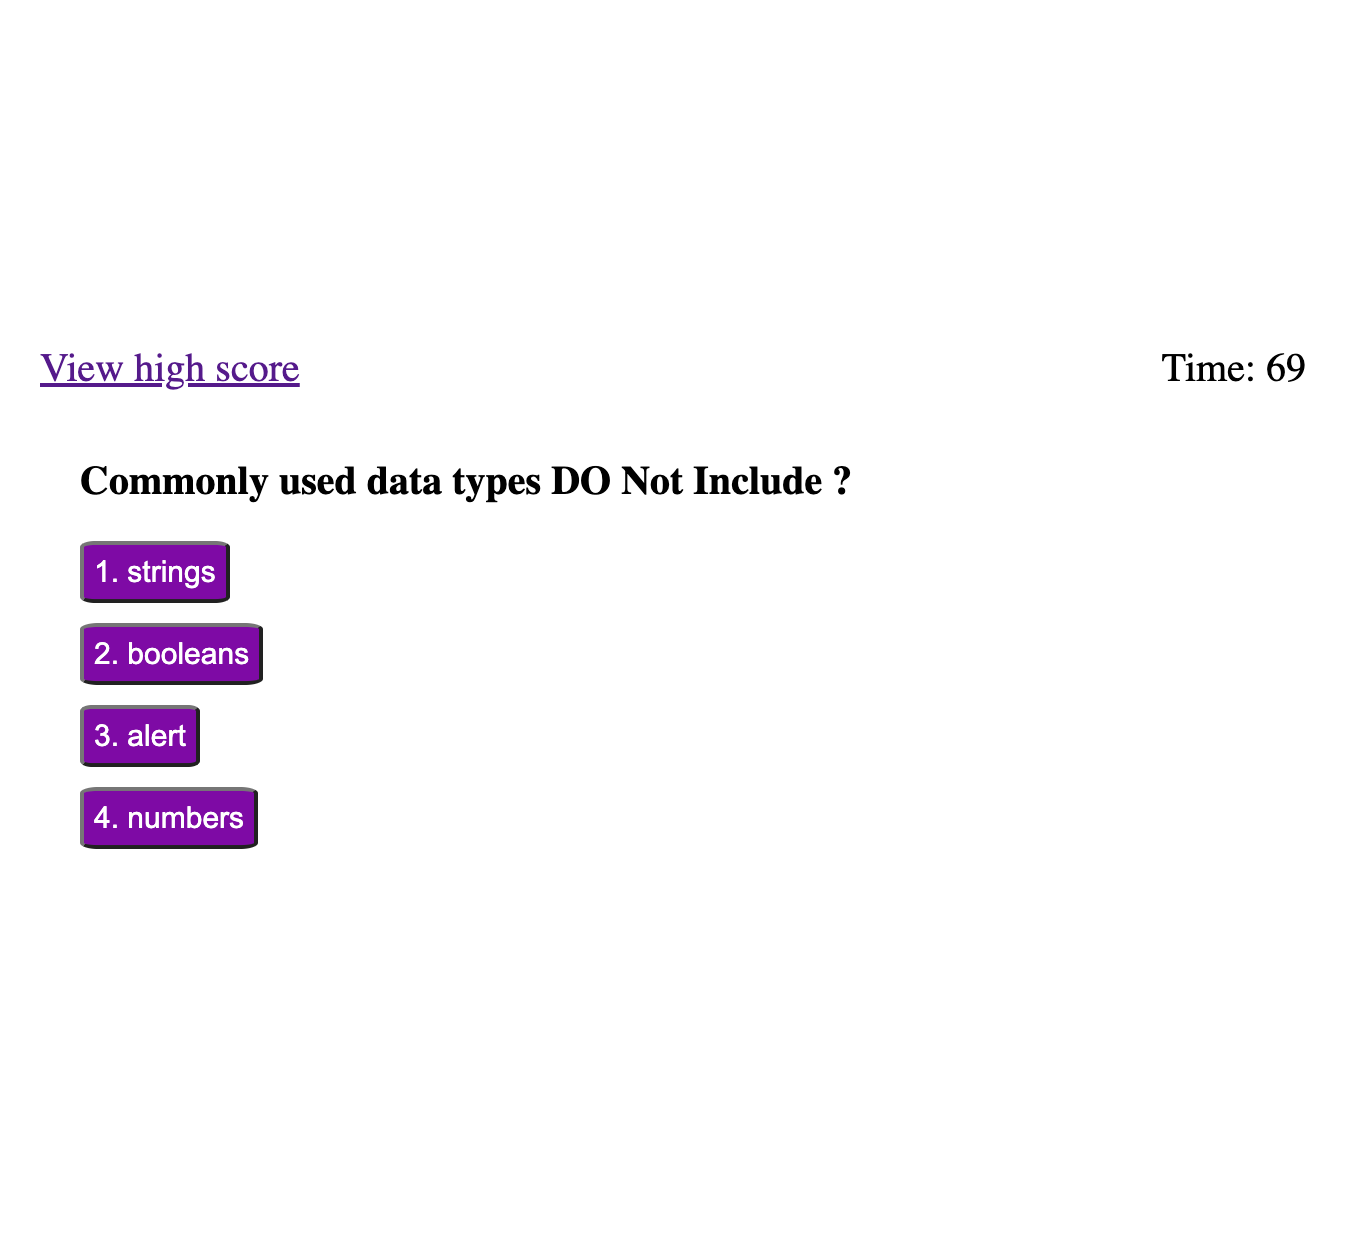 View high score
Time: 69
Commonly used data types DO Not Include ?
1. strings
2. booleans
3. alert
4. numbers